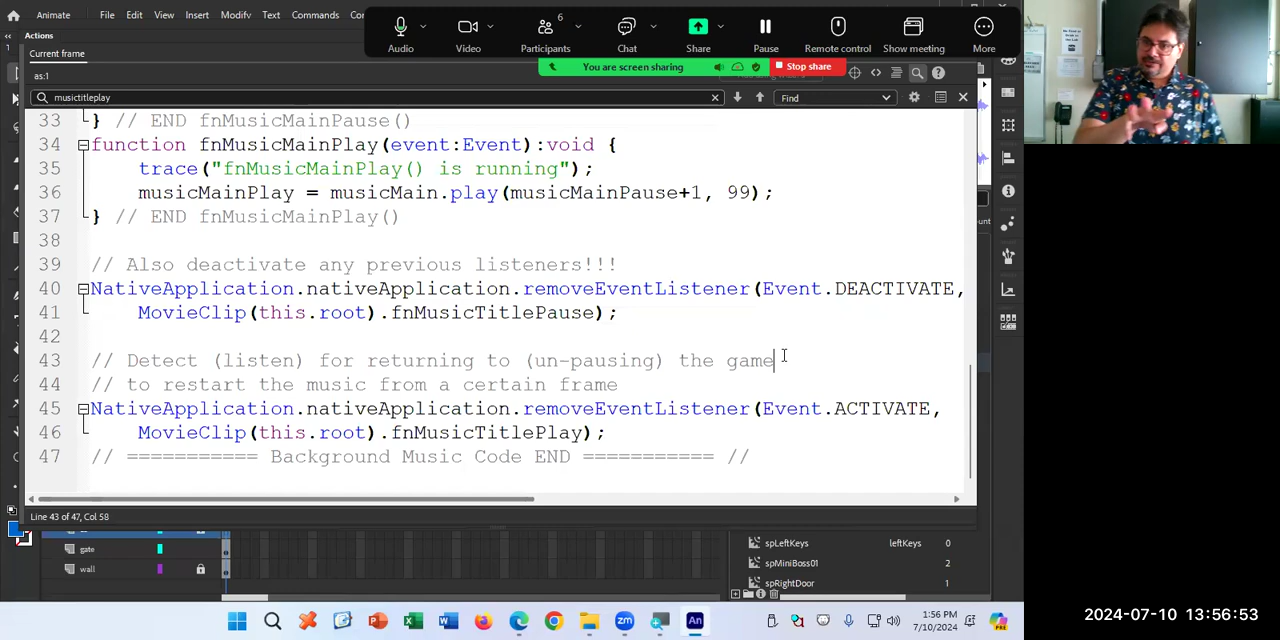 Animate File Edit View Insert Modify Text Commands
Audio Video 6 Participants Chat Share Pause Remote control Show meeting More
Actions
Current frame
You are screen sharing Stop share
as:1
musictitleplay Find
33 } // END fnMusicMainPause()
34 function fnMusicMainPlay(event:Event):void {
35 trace("fnMusicMainPlay() is running");
36 musicMainPlay = musicMain.play(musicMainPause+1, 99);
37 } // END fnMusicMainPlay()
38
39 // Also deactivate any previous listeners!!!
40 NativeApplication.nativeApplication.removeEventListener(Event.DEACTIVATE,
41 MovieClip(this.root).fnMusicTitlePause);
42
43 // Detect (listen) for returning to (un-pausing) the game
44 // to restart the music from a certain frame
45 NativeApplication.nativeApplication.removeEventListener(Event.ACTIVATE,
46 MovieClip(this.root).fnMusicTitlePlay);
47 // =========== Background Music Code END =========== //
Line 43 of 47, Col 58
gate
wall
spLeftKeys leftKeys 0
spMiniBoss01 2
spRightDoor 1
1:56 PM
7/10/2024
2024-07-10 13:56:53